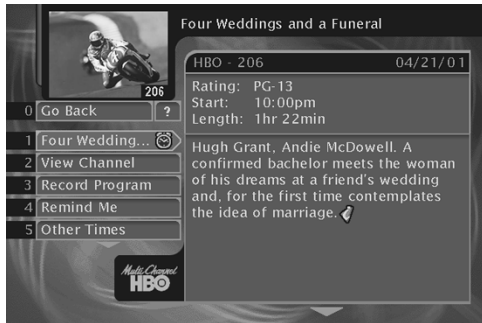 Four Weddings and a Funeral
206
HBO - 206 04/21/01
Rating: PG-13
Start: 10:00pm
Length: 1hr 22min
0 Go Back ?
1 Four Wedding...
2 View Channel
3 Record Program
4 Remind Me
5 Other Times
Hugh Grant, Andie McDowell. A
confirmed bachelor meets the woman
of his dreams at a friend's wedding
and, for the first time contemplates
the idea of marriage.
Multi Channel
HBO